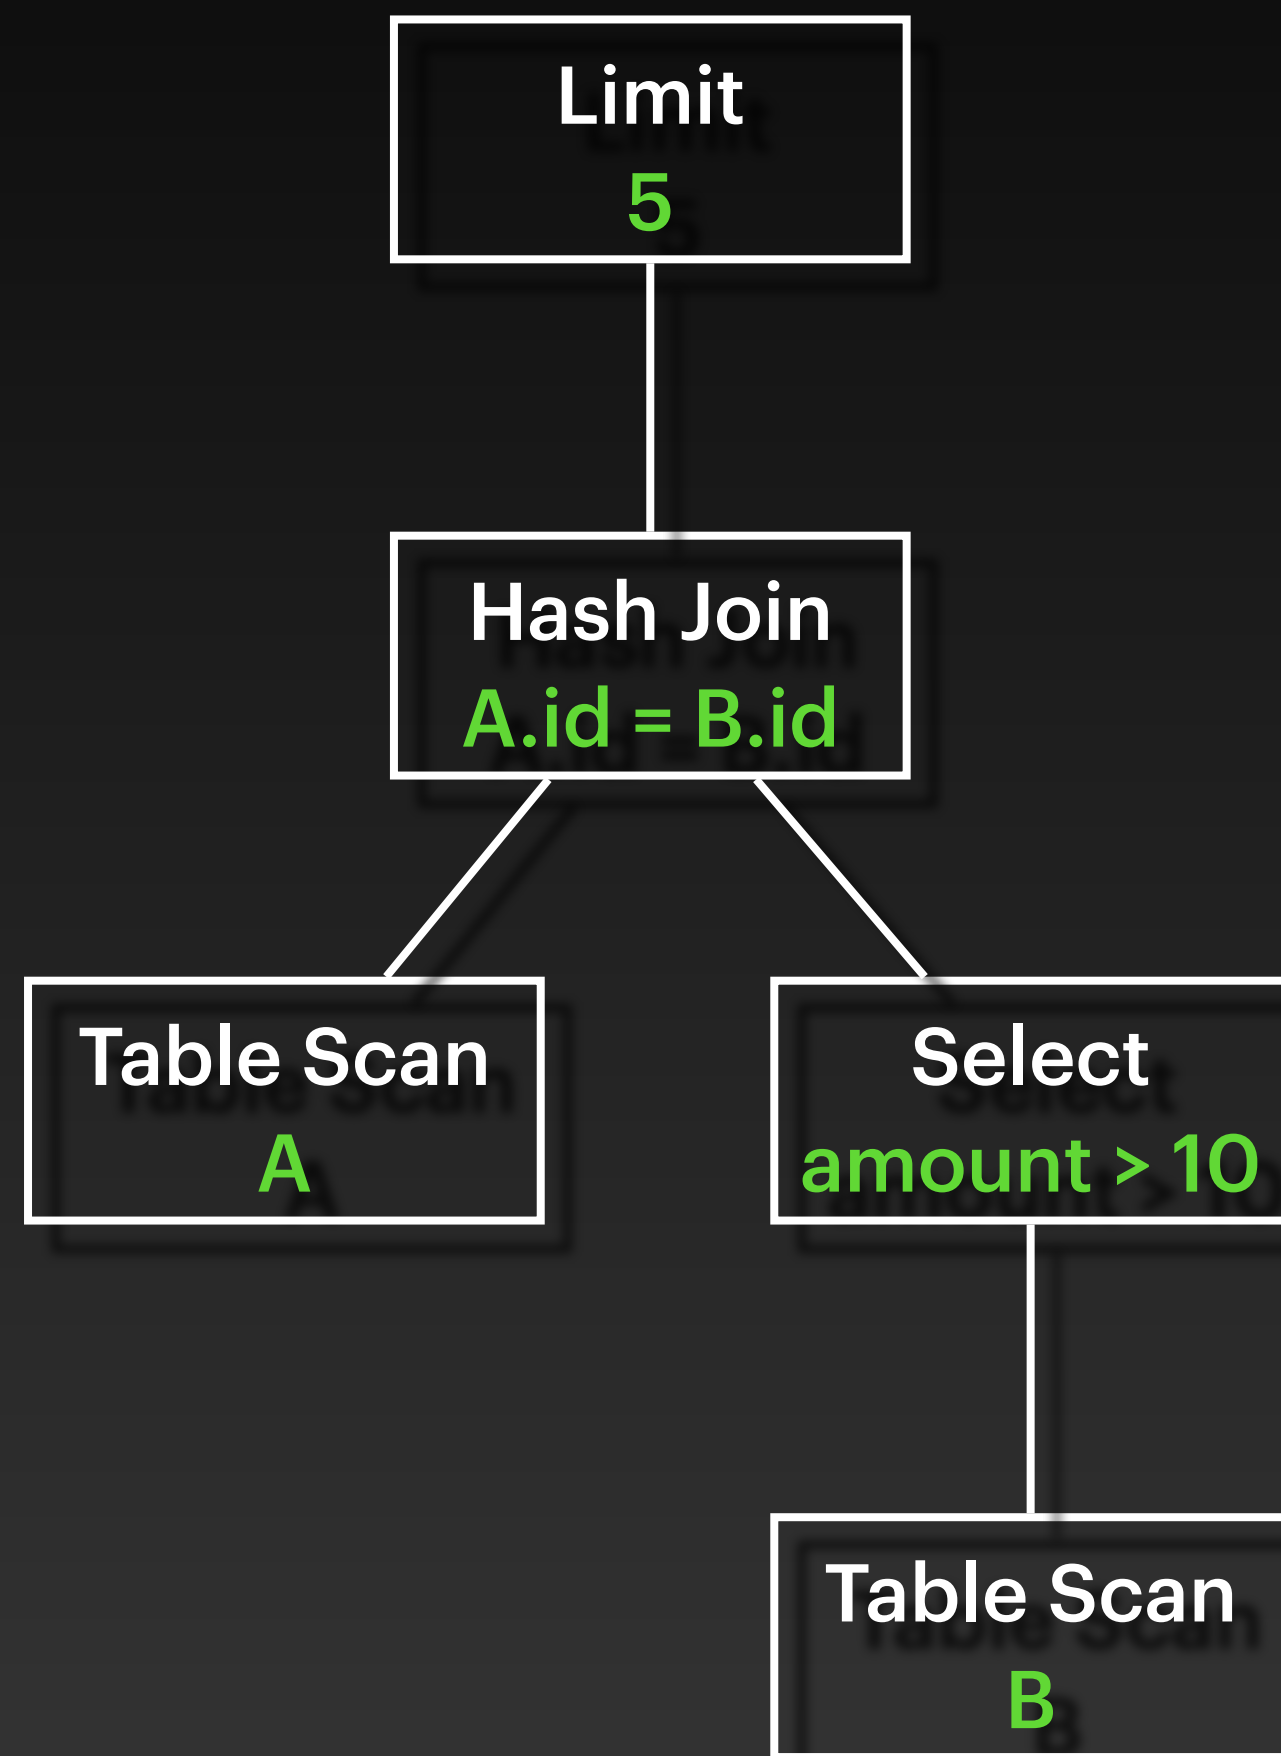 Limit
5
Hash Join
A.id = B.id
Table Scan
A
Select
amount > 10
Table Scan
B